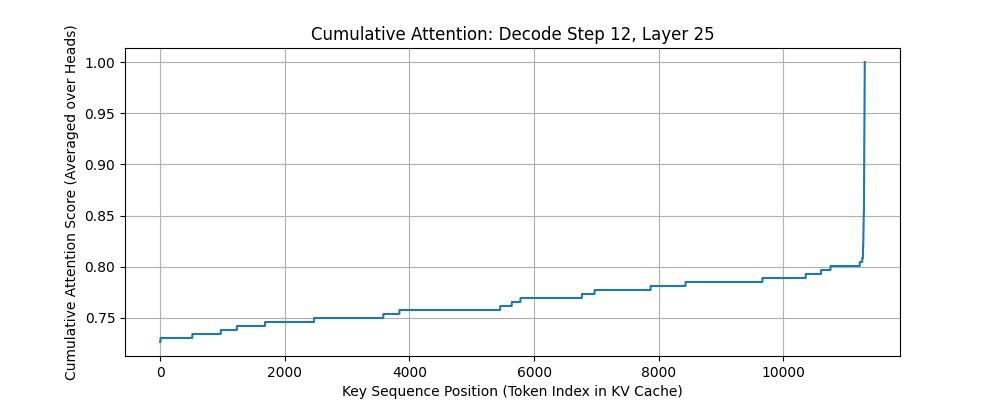 Cumulative Attention: Decode Step 12, Layer 25
Cumulative Attention Score (Averaged over Heads)
1.00
0.95
0.90
0.85
0.80
0.75
0 2000 4000 6000 8000 10000
Key Sequence Position (Token Index in KV Cache)